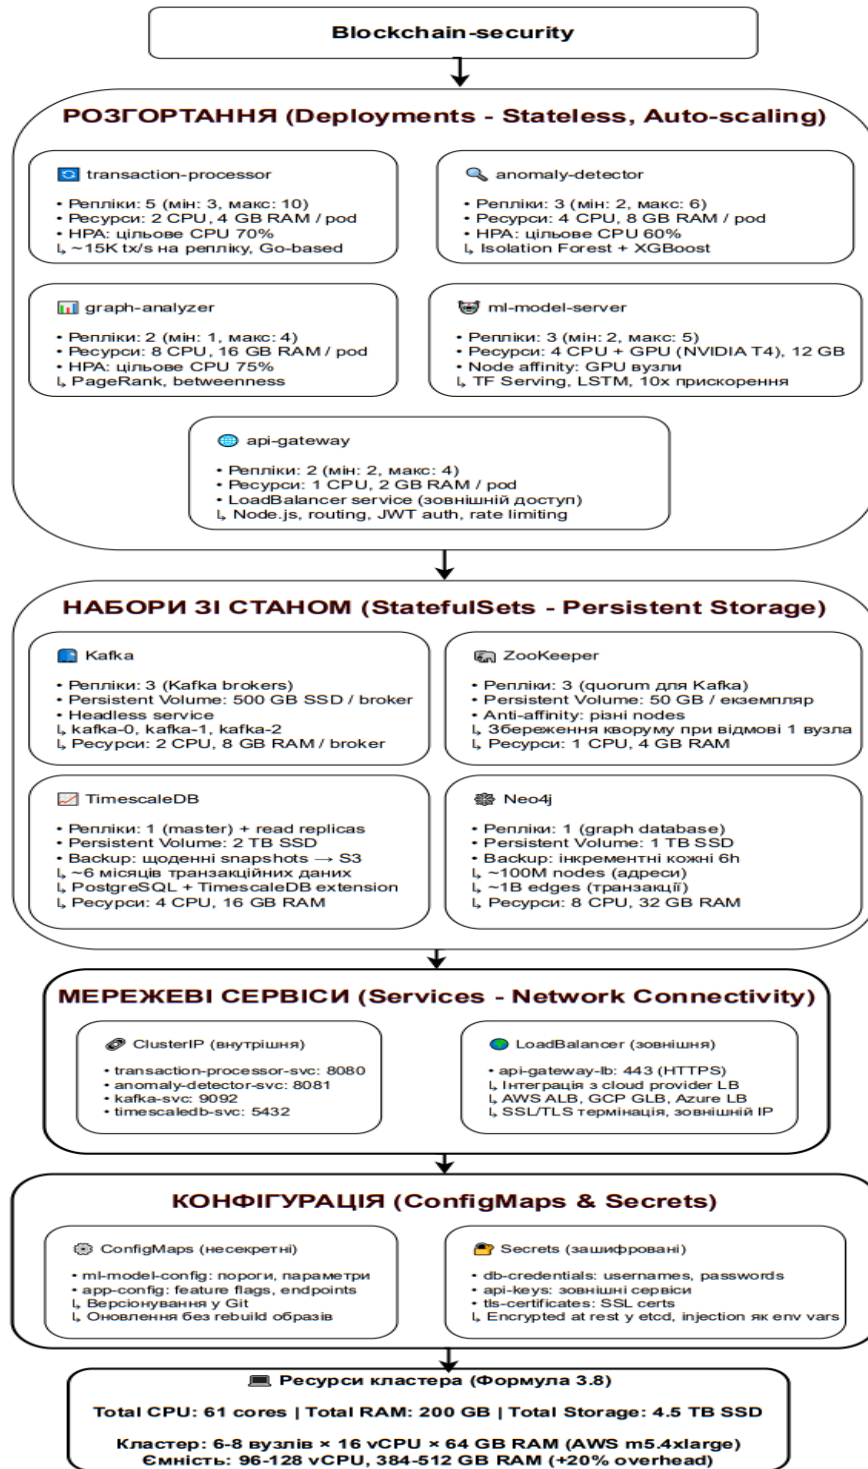 Blockchain-security
РОЗГОРТАННЯ (Deployments - Stateless, Auto-scaling)
transaction-processor
• Репліки: 5 (мін: 3, макс: 10)
• Ресурси: 2 CPU, 4 GB RAM / pod
• HPA: цільове CPU 70%
↳ ~15K tx/s на репліку, Go-based
anomaly-detector
• Репліки: 3 (мін: 2, макс: 6)
• Ресурси: 4 CPU, 8 GB RAM / pod
• HPA: цільове CPU 60%
↳ Isolation Forest + XGBoost
graph-analyzer
• Репліки: 2 (мін: 1, макс: 4)
• Ресурси: 8 CPU, 16 GB RAM / pod
• HPA: цільове CPU 75%
↳ PageRank, betweenness
ml-model-server
• Репліки: 3 (мін: 2, макс: 5)
• Ресурси: 4 CPU + GPU (NVIDIA T4), 12 GB
• Node affinity: GPU вузли
↳ TF Serving, LSTM, 10x прискорення
api-gateway
• Репліки: 2 (мін: 2, макс: 4)
• Ресурси: 1 CPU, 2 GB RAM / pod
• LoadBalancer service (зовнішній доступ)
↳ Node.js, routing, JWT auth, rate limiting
НАБОРИ ЗІ СТАНОМ (StatefulSets - Persistent Storage)
Kafka
• Репліки: 3 (Kafka brokers)
• Persistent Volume: 500 GB SSD / broker
• Headless service
↳ kafka-0, kafka-1, kafka-2
↳ Ресурси: 2 CPU, 8 GB RAM / broker
ZooKeeper
• Репліки: 3 (quorum для Kafka)
• Persistent Volume: 50 GB / екземпляр
• Anti-affinity: різні nodes
↳ Збереження кворуму при відмові 1 вузла
↳ Ресурси: 1 CPU, 4 GB RAM
TimescaleDB
• Репліки: 1 (master) + read replicas
• Persistent Volume: 2 TB SSD
• Backup: щоденні snapshots → S3
↳ ~6 місяців транзакційних даних
↳ PostgreSQL + TimescaleDB extension
↳ Ресурси: 4 CPU, 16 GB RAM
Neo4j
• Репліки: 1 (graph database)
• Persistent Volume: 1 TB SSD
• Backup: інкрементні кожні 6h
↳ ~100M nodes (адреси)
↳ ~1B edges (транзакції)
↳ Ресурси: 8 CPU, 32 GB RAM
МЕРЕЖЕВІ СЕРВІСИ (Services - Network Connectivity)
ClusterIP (внутрішня)
• transaction-processor-svc: 8080
• anomaly-detector-svc: 8081
• kafka-svc: 9092
• timescaledb-svc: 5432
LoadBalancer (зовнішня)
• api-gateway-lb: 443 (HTTPS)
↳ Інтеграція з cloud provider LB
↳ AWS ALB, GCP GLB, Azure LB
↳ SSL/TLS термінація, зовнішній IP
КОНФІГУРАЦІЯ (ConfigMaps & Secrets)
ConfigMaps (несекретні)
• ml-model-config: пороги, параметри
• app-config: feature flags, endpoints
↳ Версіонування у Git
↳ Оновлення без rebuild образів
Secrets (зашифровані)
• db-credentials: usernames, passwords
• api-keys: зовнішні сервіси
• tls-certificates: SSL certs
↳ Encrypted at rest у etcd, injection як env vars
Ресурси кластера (Формула 3.8)
Total CPU: 61 cores | Total RAM: 200 GB | Total Storage: 4.5 TB SSD
Кластер: 6-8 вузлів × 16 vCPU × 64 GB RAM (AWS m5.4xlarge)
Ємність: 96-128 vCPU, 384-512 GB RAM (+20% overhead)